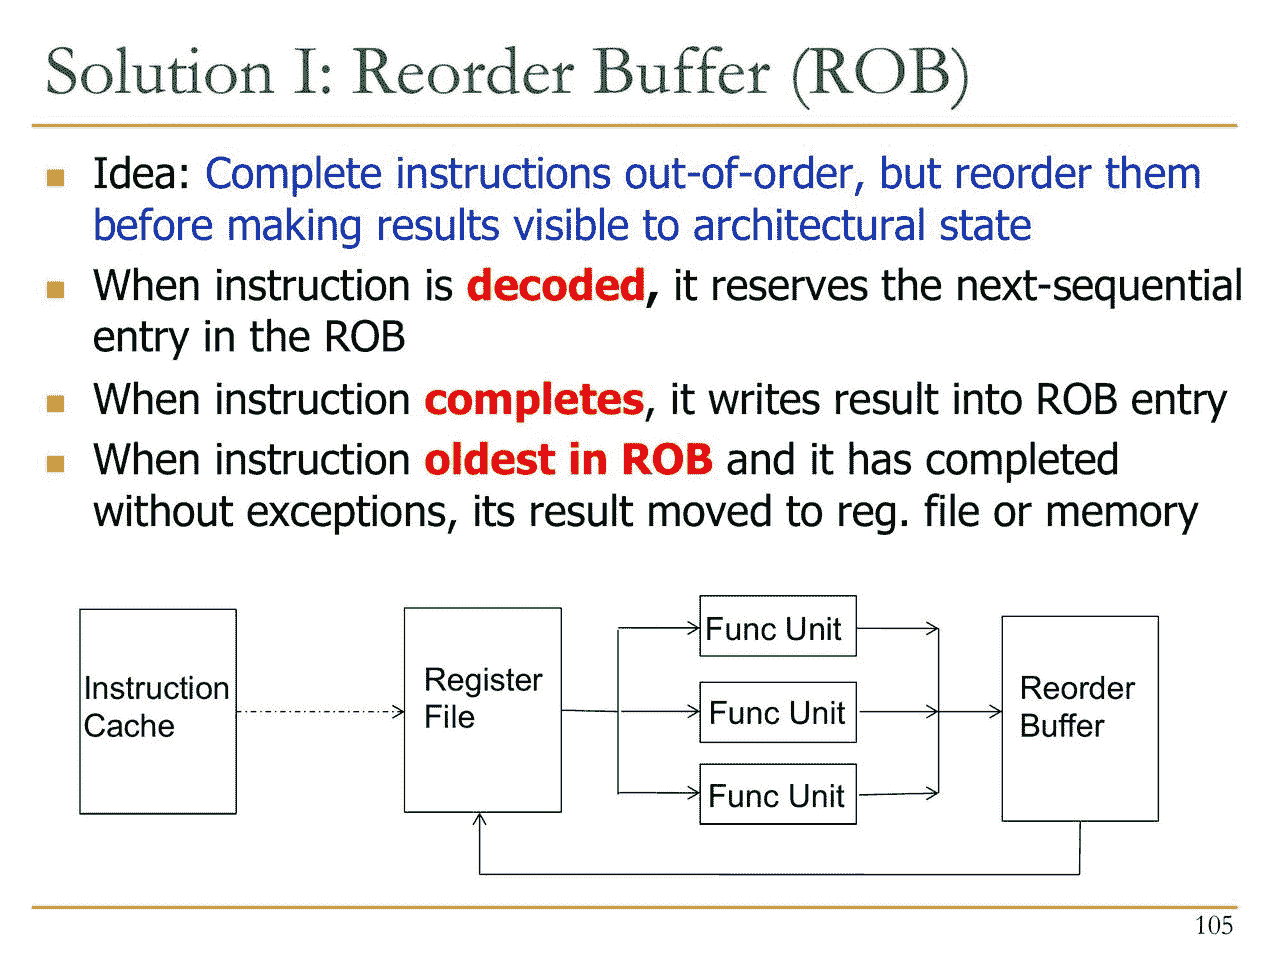 Solution I: Reorder Buffer (ROB)
Idea: Complete instructions out-of-order, but reorder them
before making results visible to architectural state
When instruction is decoded, it reserves the next-sequential
entry in the ROB
When instruction completes, it writes result into ROB entry
When instruction oldest in ROB and it has completed
without exceptions, its result moved to reg. file or memory
Instruction
Cache
Register
File
Func Unit
Func Unit
Func Unit
Reorder
Buffer
105